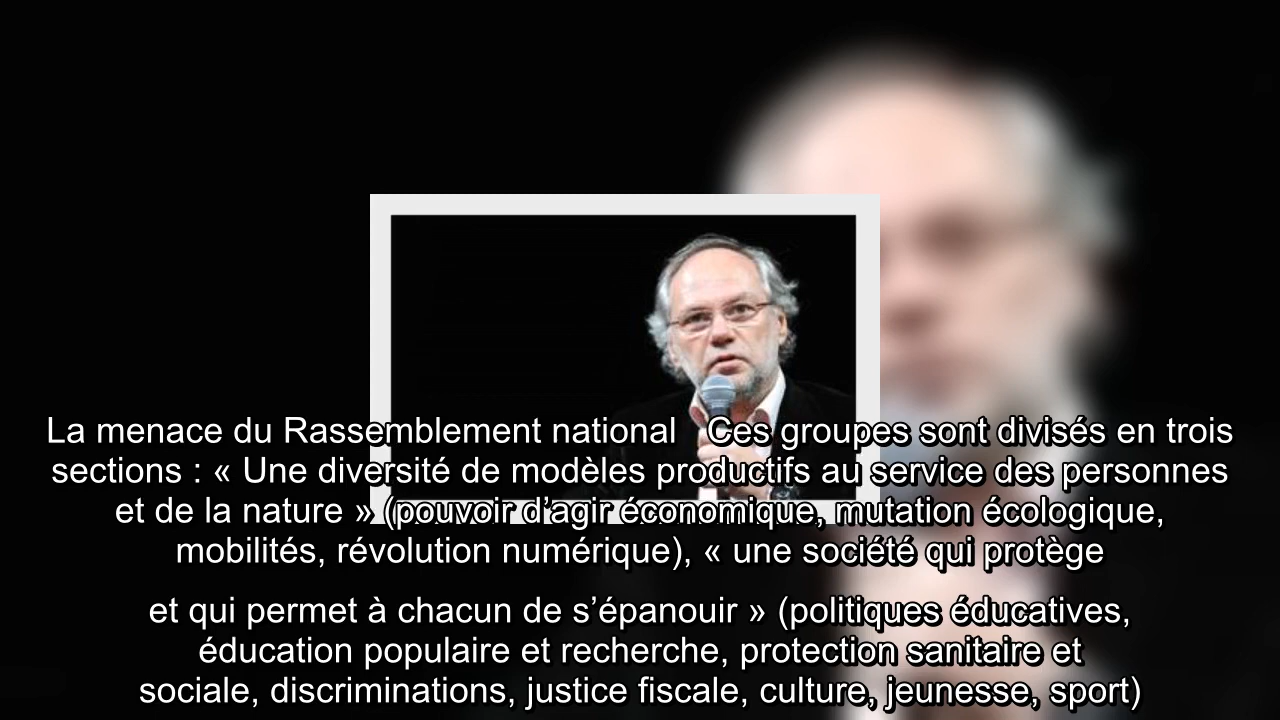 La menace du Rassemblement national   Ces groupes sont divisés en trois
sections : « Une diversité de modèles productifs au service des personnes
et de la nature » (pouvoir d’agir économique, mutation écologique,
mobilités, révolution numérique), « une société qui protège
et qui permet à chacun de s’épanouir » (politiques éducatives,
éducation populaire et recherche, protection sanitaire et
sociale, discriminations, justice fiscale, culture, jeunesse, sport)